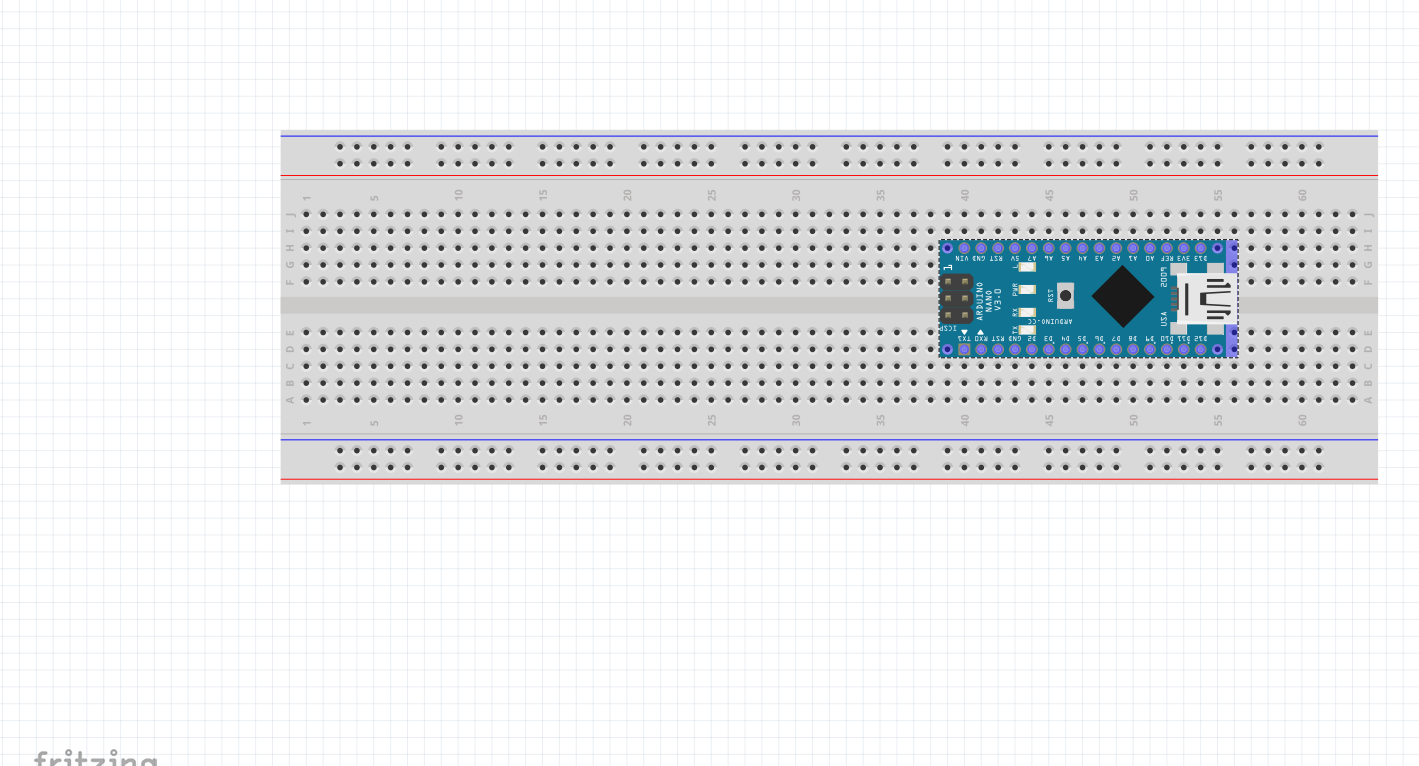 1 5 10 15 20 25 30 35 40 45 50 55 60
J J
I I
H H
VIN GND RST 5V A7 A6 A5 A4 A3 A2 A1 A0 REF 3V3 D13
G G
F F
1
L
PWR
RST
ARDUINO
NANO
V3.0
RX
TX
ICSP
ARDUINO.CC
2009
USA
E E
TX1 RX0 RST GND D2 D3 D4 D5 D6 D7 D8 D9 D10 D11 D12
D D
C C
B B
A A
1 5 10 15 20 25 30 35 40 45 50 55 60
fritzing